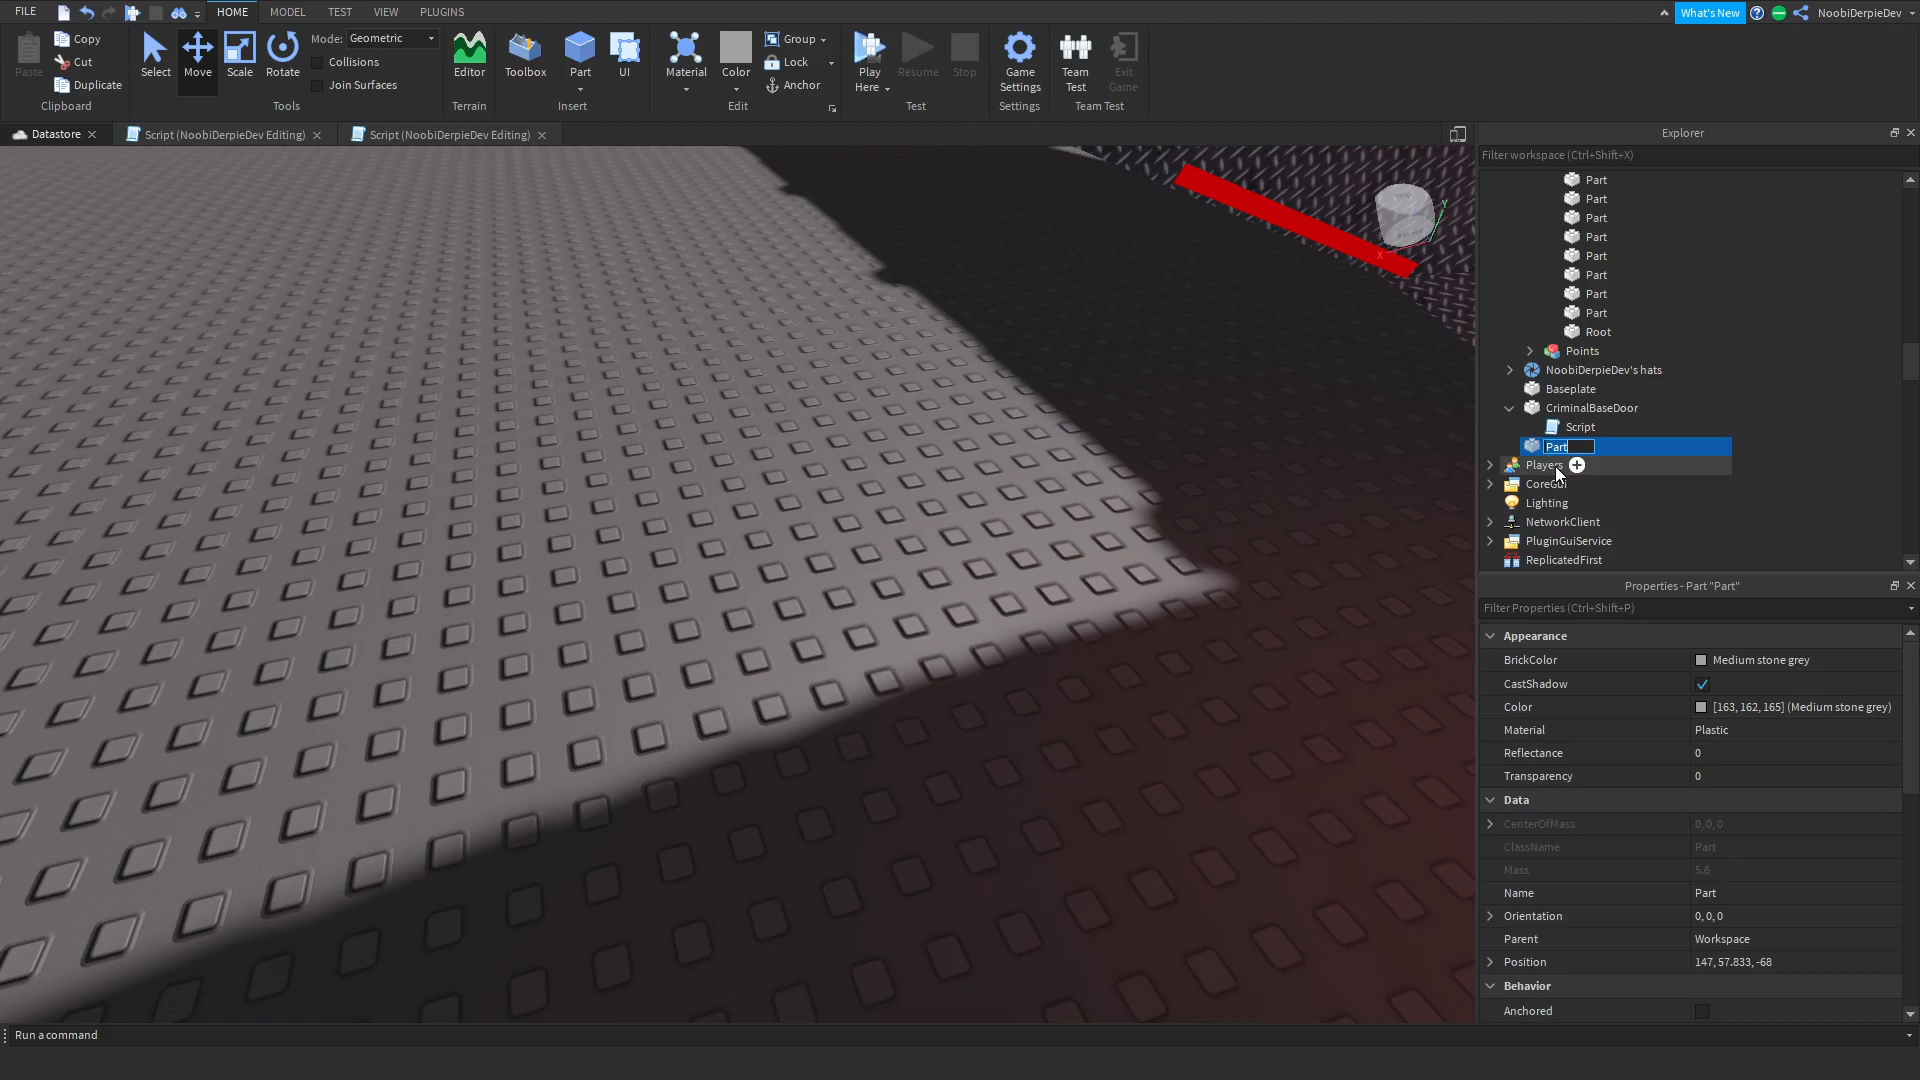 FILE HOME MODEL TEST VIEW PLUGINS What's New NoobiDerpieDev
Paste Copy Cut Duplicate Clipboard
Select Move Scale Rotate Mode: Geometric Collisions Join Surfaces Tools
Editor Terrain
Toolbox Part UI Insert
Material Color Group Lock Anchor Edit
Play Here Resume Stop Test
Game Settings Settings
Team Test Exit Game Team Test
Datastore Script (NoobiDerpieDev Editing) Script (NoobiDerpieDev Editing)
X Y
Explorer
Filter workspace (Ctrl+Shift+X)
Part
Part
Part
Part
Part
Part
Part
Part
Root
Points
NoobiDerpieDev's hats
Baseplate
CriminalBaseDoor
Script
Part
Players
CoreGui
Lighting
NetworkClient
PluginGuiService
ReplicatedFirst
Properties - Part "Part"
Filter Properties (Ctrl+Shift+P)
Appearance
BrickColor Medium stone grey
CastShadow
Color [163, 162, 165] (Medium stone grey)
Material Plastic
Reflectance 0
Transparency 0
Data
CenterOfMass 0, 0, 0
ClassName Part
Mass 5.6
Name Part
Orientation 0, 0, 0
Parent Workspace
Position 147, 57.833, -68
Behavior
Anchored
Run a command